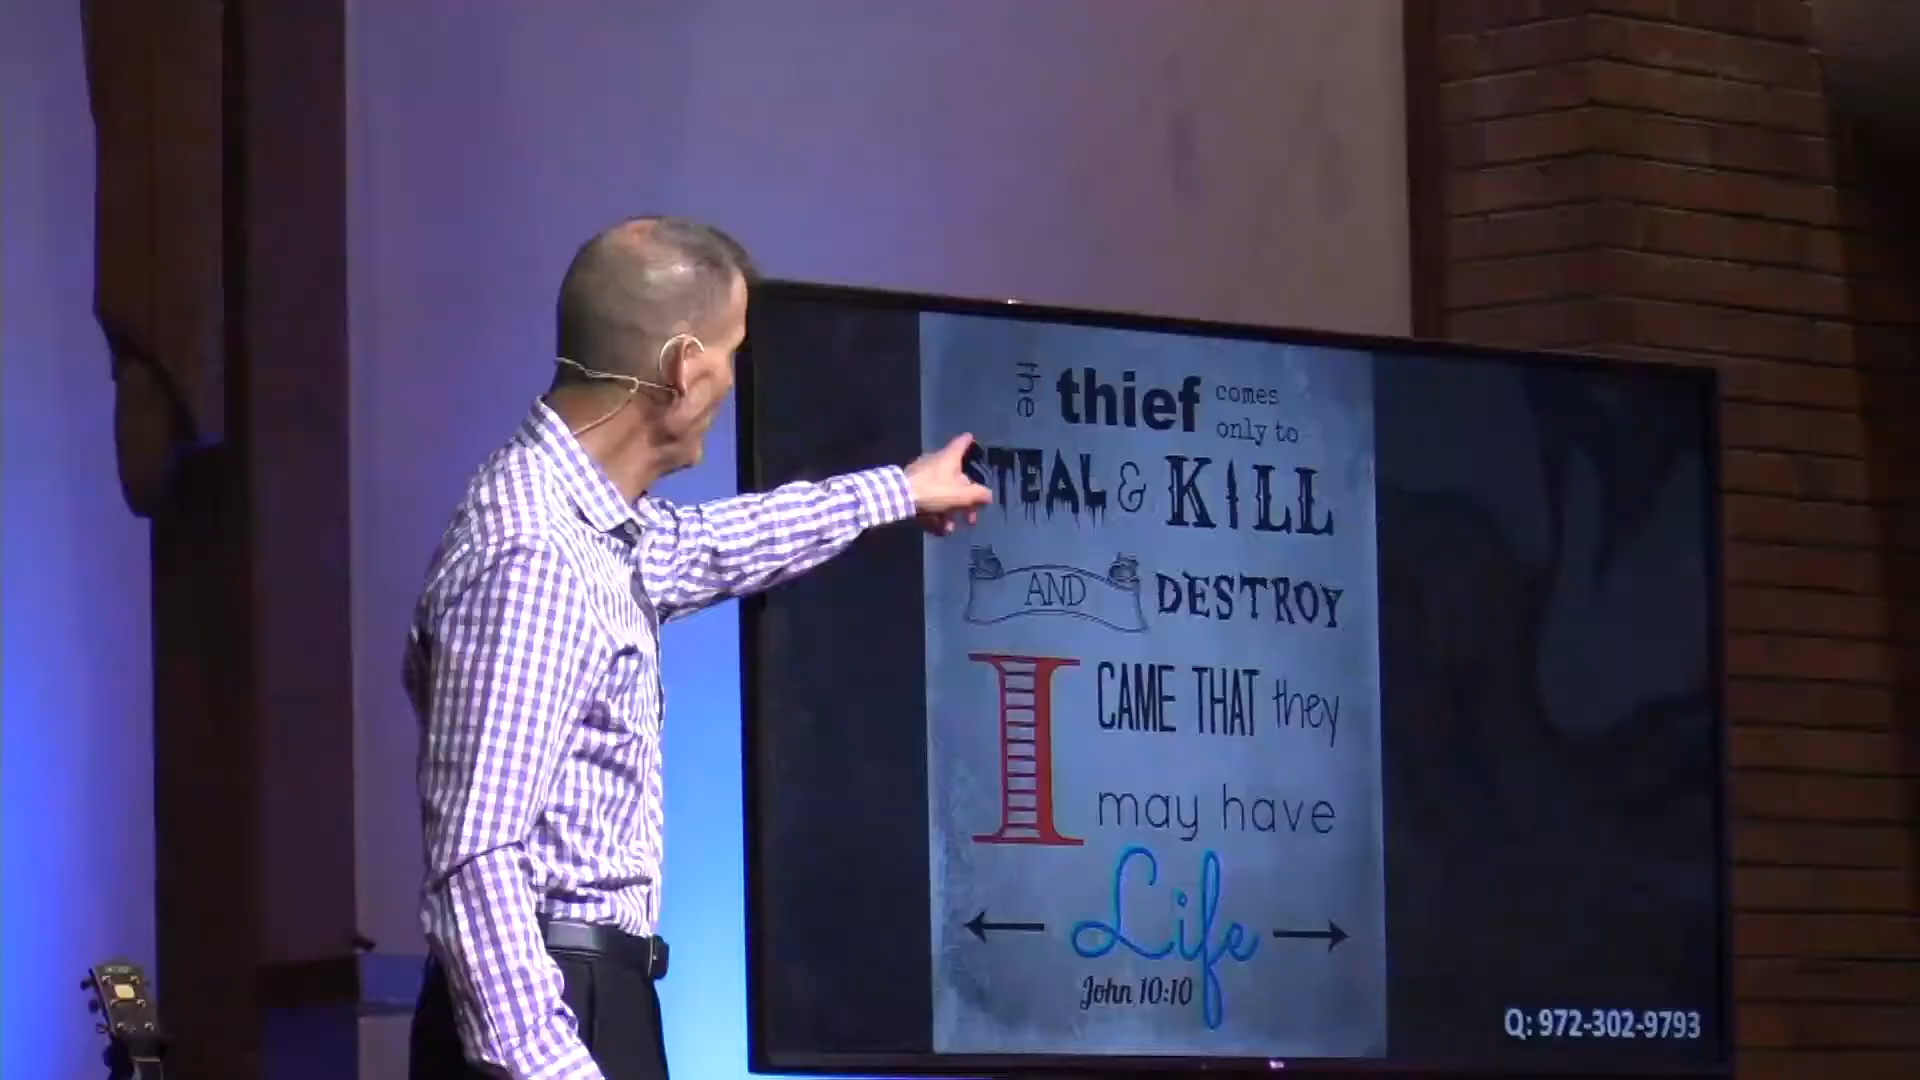 the thief comes
only to
STEAL & KILL
AND DESTROY
I CAME THAT they
may have
Life
John 10:10
Q: 972-302-9793